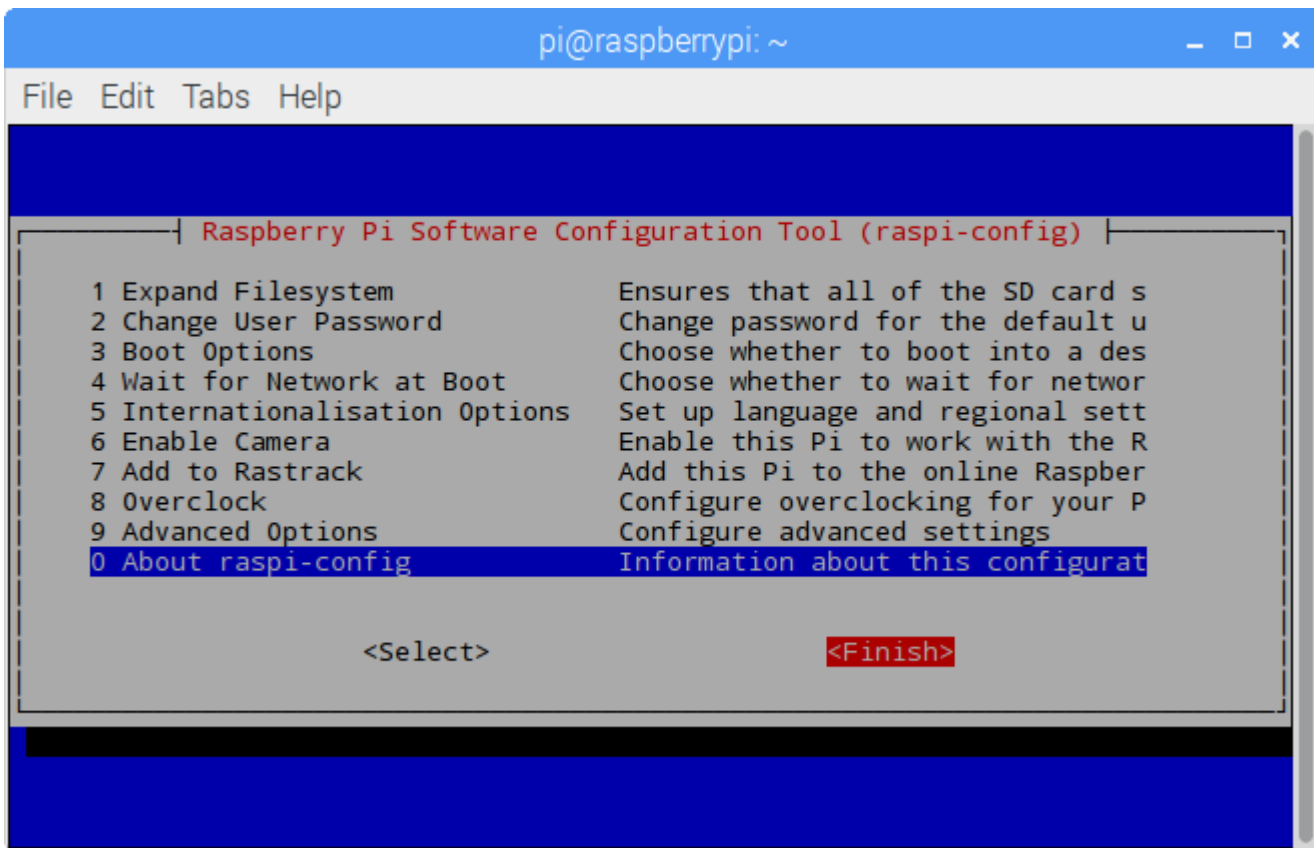 pi@raspberrypi: ~
File Edit Tabs Help
Raspberry Pi Software Configuration Tool (raspi-config)
1 Expand Filesystem Ensures that all of the SD card s
2 Change User Password Change password for the default u
3 Boot Options Choose whether to boot into a des
4 Wait for Network at Boot Choose whether to wait for networ
5 Internationalisation Options Set up language and regional sett
6 Enable Camera Enable this Pi to work with the R
7 Add to Rastrack Add this Pi to the online Raspber
8 Overclock Configure overclocking for your P
9 Advanced Options Configure advanced settings
0 About raspi-config Information about this configurat
<Select> <Finish>